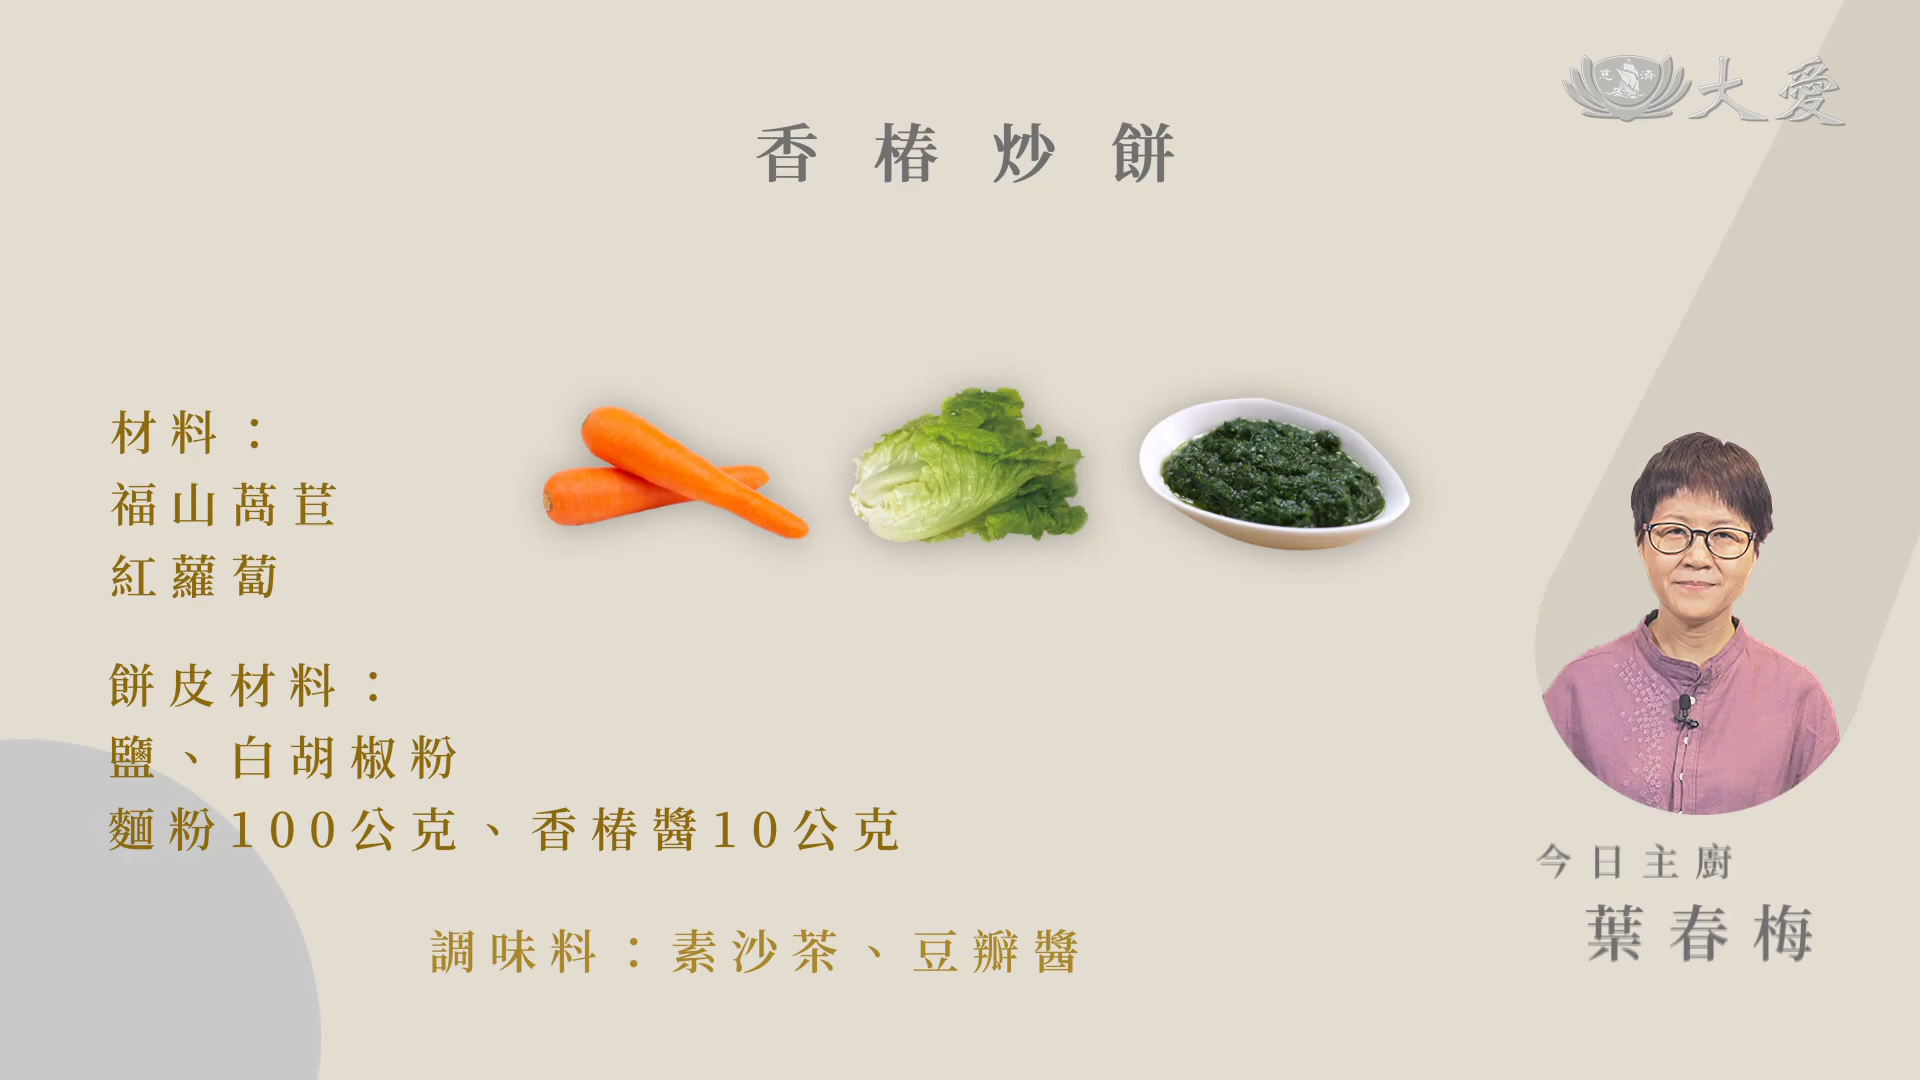 慈濟
大愛
香椿炒餅
材料：
福山萵苣
紅蘿蔔
餅皮材料：
鹽、白胡椒粉
麵粉100公克、香椿醬10公克
調味料：素沙茶、豆瓣醬
今日主廚
葉春梅